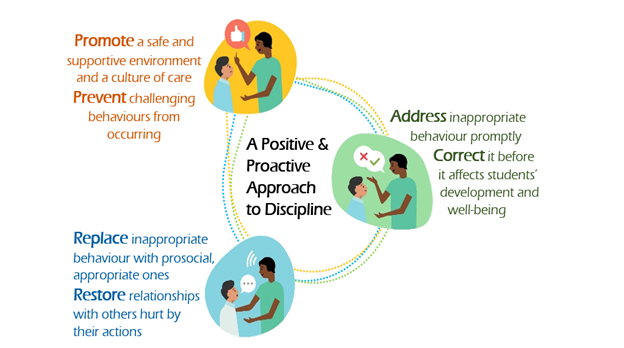 Promote a safe and
supportive environment
and a culture of care
Prevent challenging
behaviours from
occurring
A Positive &
Proactive
Approach
to Discipline
Address inappropriate
behaviour promptly
Correct it before
it affects students'
development and
well-being
Replace inappropriate
behaviour with prosocial,
appropriate ones
Restore relationships
with others hurt by
their actions